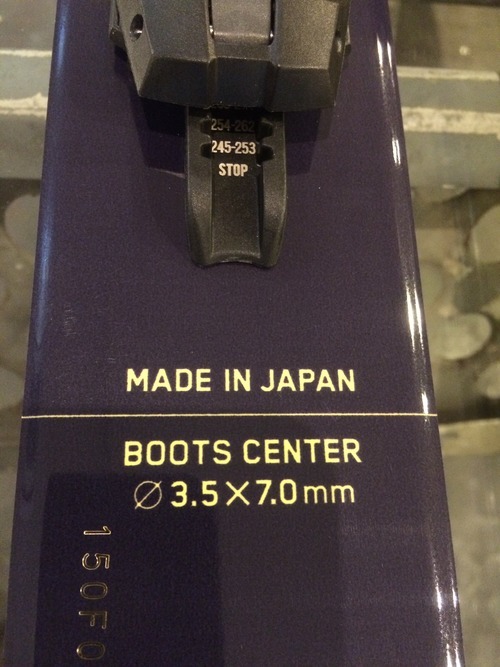 254-262
245-253
STOP
MADE IN JAPAN
BOOTS CENTER
⌀ 3.5×7.0mm
150F0